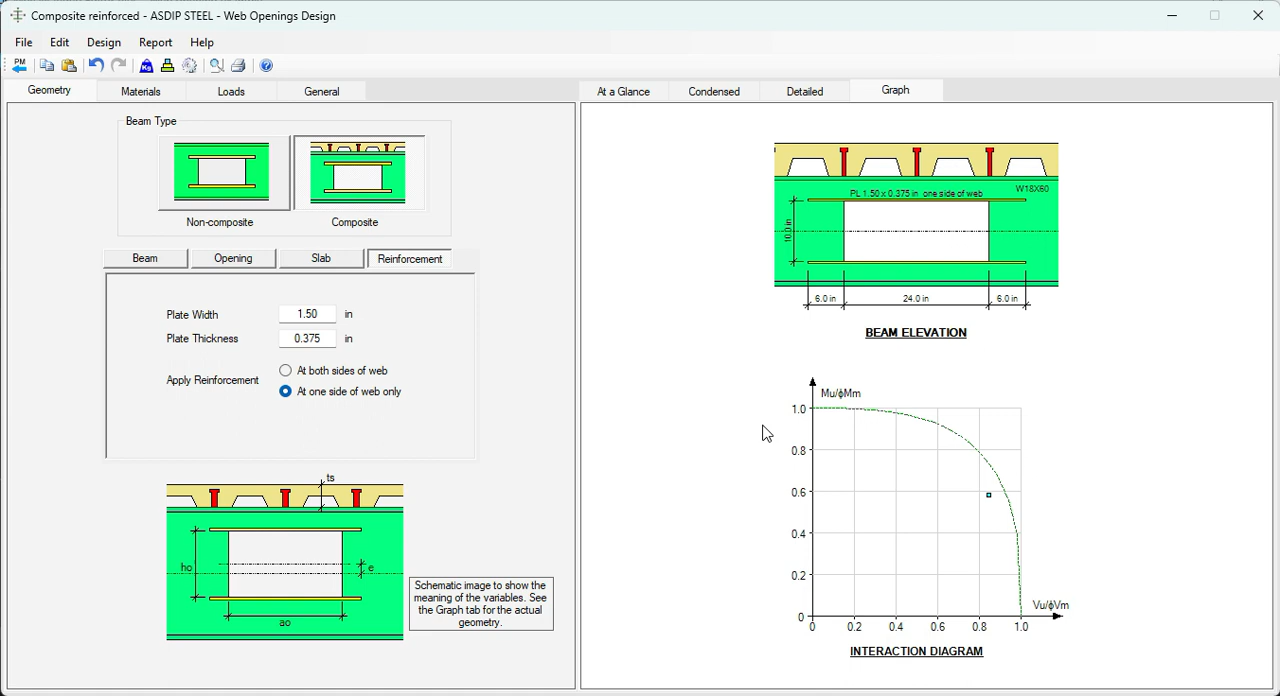 Composite reinforced - ASDIP STEEL - Web Openings Design
File Edit Design Report Help
PM
Kg
Geometry Materials Loads General
Beam Type
Non-composite Composite
Beam Opening Slab Reinforcement
Plate Width 1.50 in
Plate Thickness 0.375 in
Apply Reinforcement
At both sides of web
At one side of web only
ts
ho
e
ao
Schematic image to show the
meaning of the variables. See
the Graph tab for the actual
geometry.
At a Glance Condensed Detailed Graph
PL 1.50 x 0.375 in one side of web
W18X60
10.0 in
6.0 in 24.0 in 6.0 in
BEAM ELEVATION
Mu/ϕMm
1.0
0.8
0.6
0.4
0.2
0
Vu/ϕVm
0 0.2 0.4 0.6 0.8 1.0
INTERACTION DIAGRAM